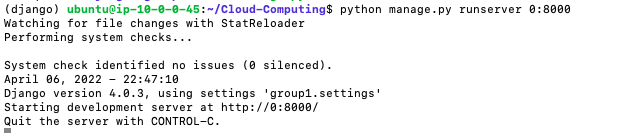 (django) ubuntu@ip-10-0-0-45:~/Cloud-Computing$ python manage.py runserver 0:8000
Watching for file changes with StatReloader
Performing system checks...

System check identified no issues (0 silenced).
April 06, 2022 - 22:47:10
Django version 4.0.3, using settings 'group1.settings'
Starting development server at http://0:8000/
Quit the server with CONTROL-C.